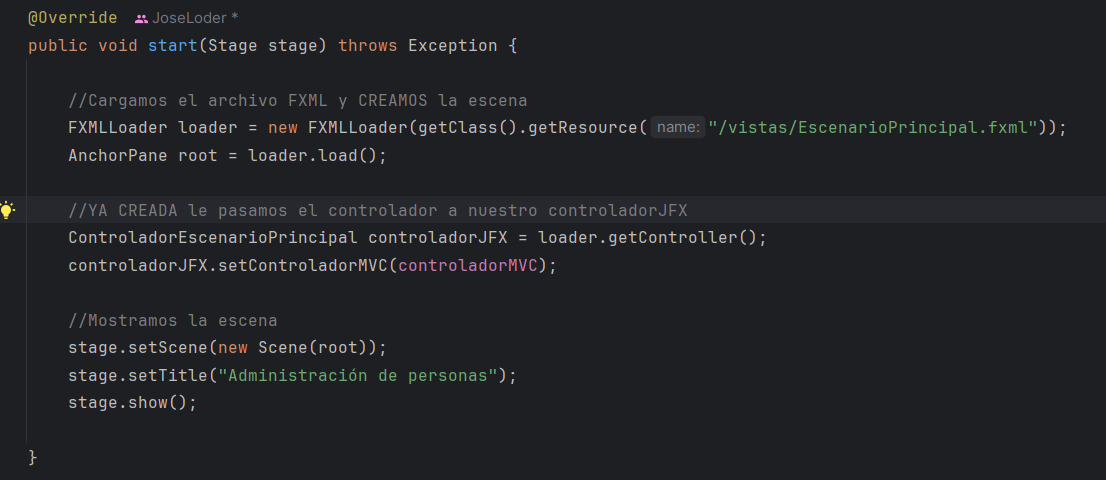 @Override JoseLoder *
public void start(Stage stage) throws Exception {
//Cargamos el archivo FXML y CREAMOS la escena
FXMLLoader loader = new FXMLLoader(getClass().getResource( name: "/vistas/EscenarioPrincipal.fxml"));
AnchorPane root = loader.load();
//YA CREADA le pasamos el controlador a nuestro controladorJFX
ControladorEscenarioPrincipal controladorJFX = loader.getController();
controladorJFX.setControladorMVC(controladorMVC);
//Mostramos la escena
stage.setScene(new Scene(root));
stage.setTitle("Administración de personas");
stage.show();
}